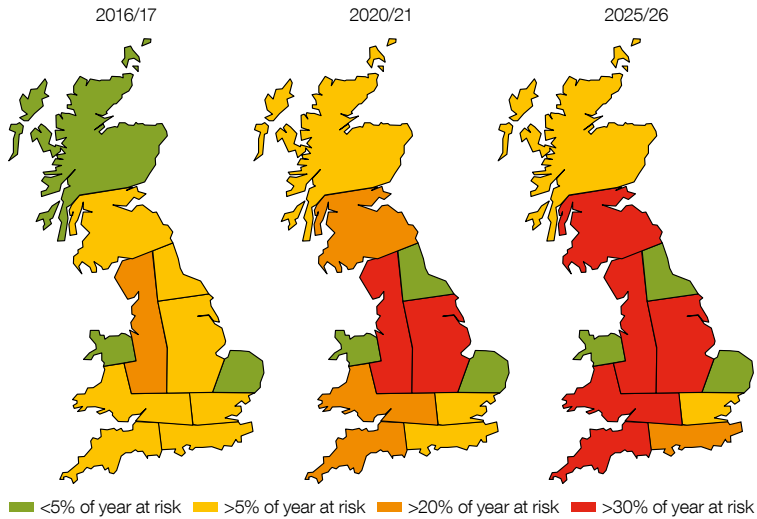 2016/17 2020/21 2025/26
<5% of year at risk >5% of year at risk >20% of year at risk >30% of year at risk